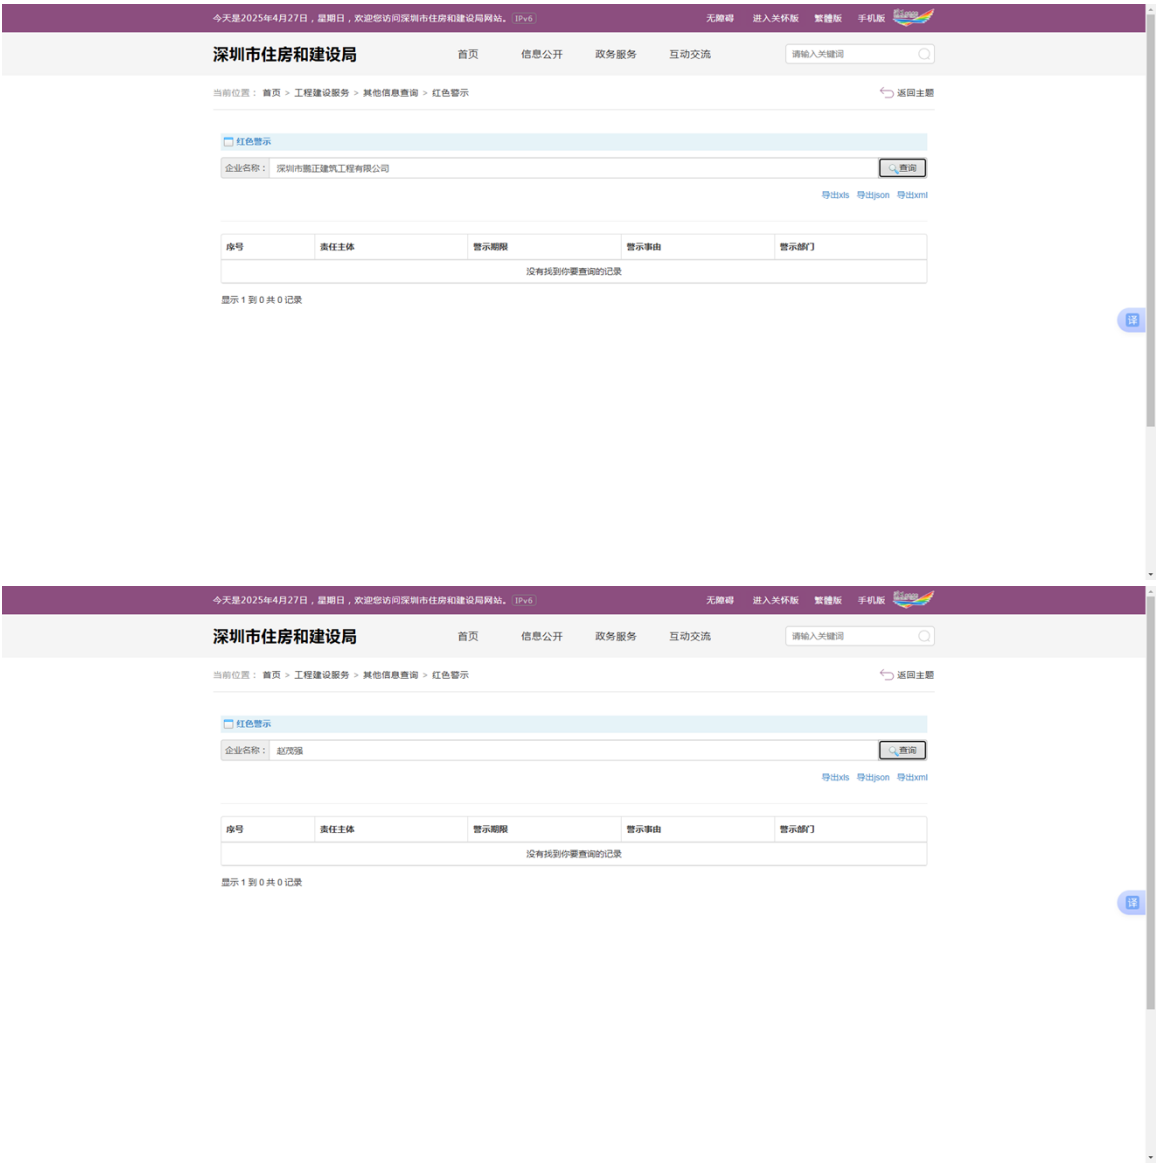 今天是2025年4月27日，星期日，欢迎您访问深圳市住房和建设局网站。 IPv6 无障碍 进入关怀版 繁體版 手机版
深圳市住房和建设局 首页 信息公开 政务服务 互动交流 请输入关键词
当前位置： 首页 > 工程建设服务 > 其他信息查询 > 红色警示 返回主题
红色警示
企业名称： 深圳市鹏正建筑工程有限公司 查询
导出xls 导出json 导出xml
序号 责任主体 警示期限 警示事由 警示部门
没有找到你要查询的记录
显示 1 到 0 共 0 记录
译
今天是2025年4月27日，星期日，欢迎您访问深圳市住房和建设局网站。 IPv6 无障碍 进入关怀版 繁體版 手机版
深圳市住房和建设局 首页 信息公开 政务服务 互动交流 请输入关键词
当前位置： 首页 > 工程建设服务 > 其他信息查询 > 红色警示 返回主题
红色警示
企业名称： 赵茂强 查询
导出xls 导出json 导出xml
序号 责任主体 警示期限 警示事由 警示部门
没有找到你要查询的记录
显示 1 到 0 共 0 记录
译